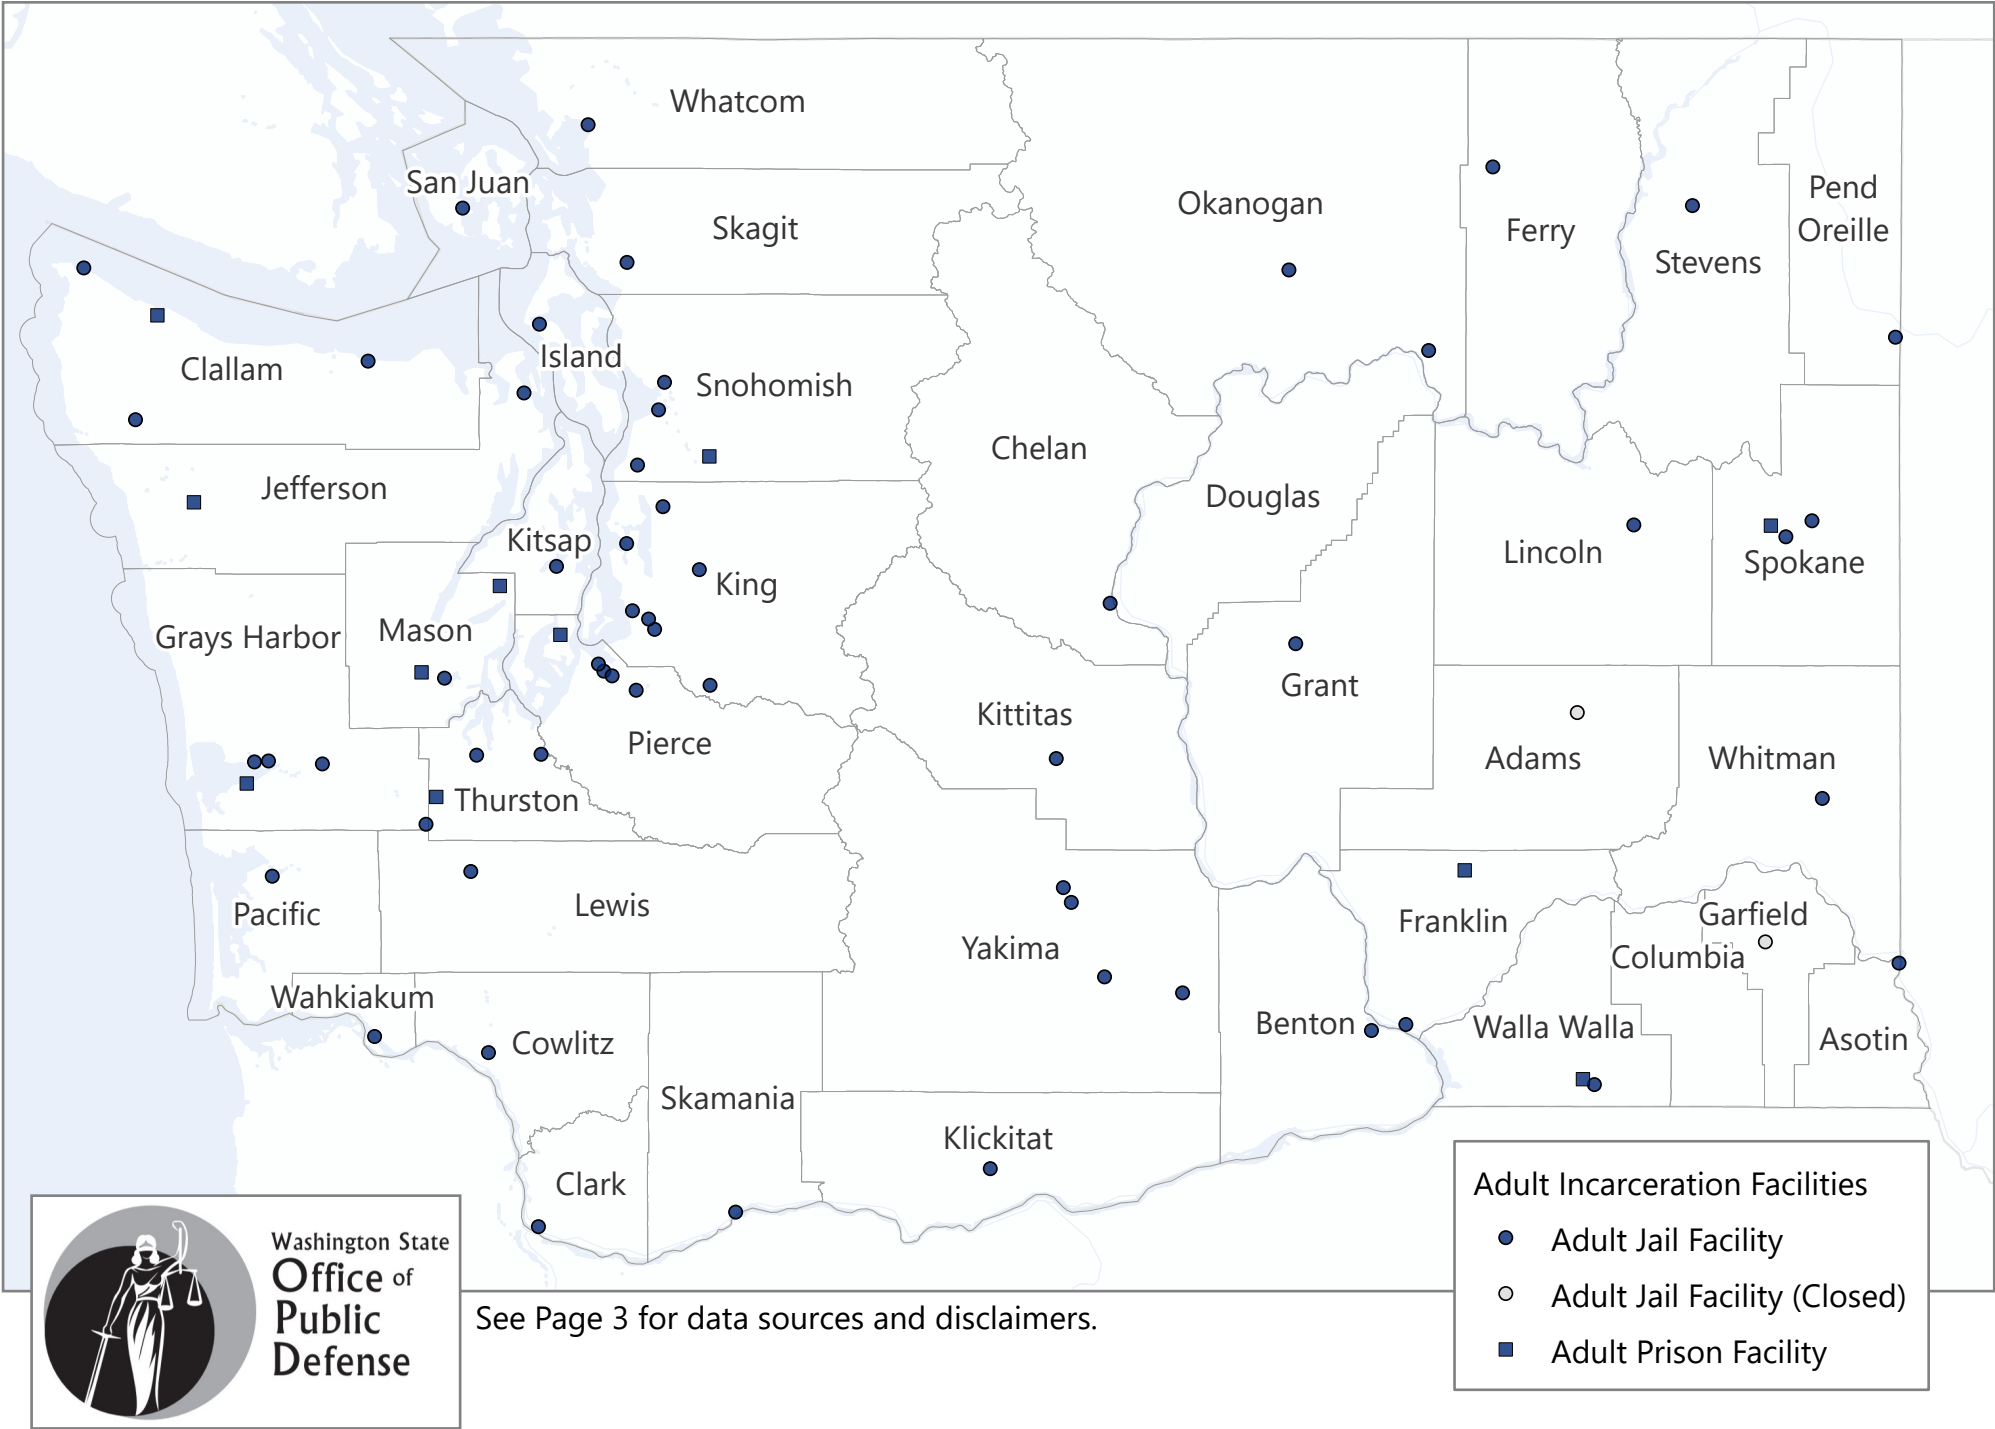 Whatcom
San Juan
Skagit
Okanogan
Ferry
Stevens
Pend
Oreille
Clallam
Island
Snohomish
Chelan
Jefferson
Douglas
Kitsap
King
Lincoln
Spokane
Grays Harbor
Mason
Grant
Kittitas
Pierce
Adams
Whitman
Thurston
Pacific
Lewis
Yakima
Franklin
Garfield
Columbia
Wahkiakum
Cowlitz
Benton
Walla Walla
Asotin
Skamania
Klickitat
Clark
Adult Incarceration Facilities
Adult Jail Facility
Adult Jail Facility (Closed)
Adult Prison Facility
Washington State
Office of
Public
Defense
See Page 3 for data sources and disclaimers.